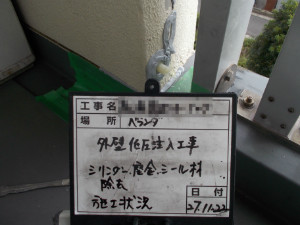 工事名
場所 ベランダ
外壁低圧注入工事
シリンダー、座金、シール材
除去
施工状況
日付
27.11.22